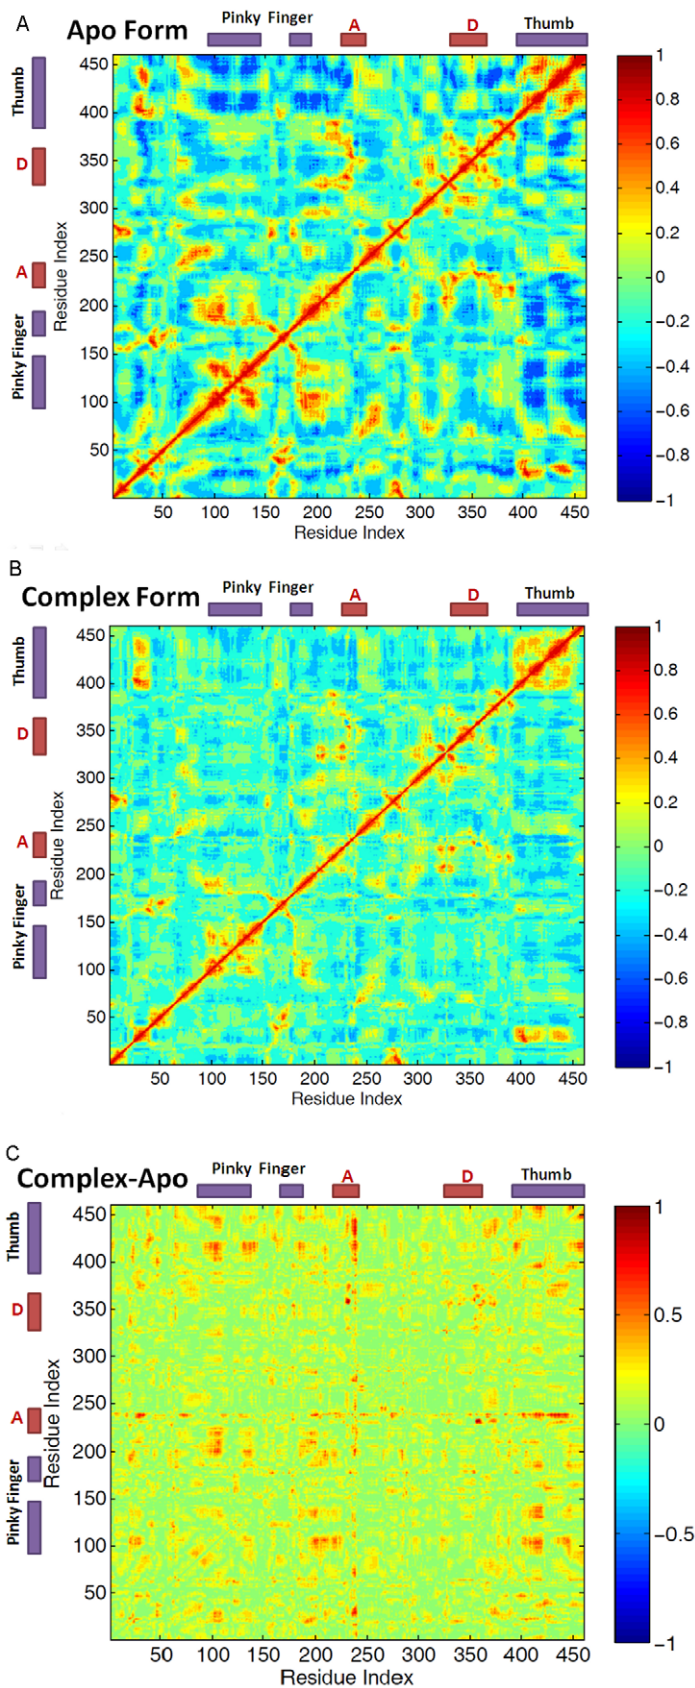 A
Apo Form
Pinky Finger
A
D
Thumb
Thumb
D
A
Pinky Finger
Residue Index
450
400
350
300
250
200
150
100
50
50 100 150 200 250 300 350 400 450
Residue Index
1
0.8
0.6
0.4
0.2
0
−0.2
−0.4
−0.6
−0.8
−1
B
Complex Form
Pinky Finger
A
D
Thumb
Thumb
D
A
Pinky Finger
Residue Index
450
400
350
300
250
200
150
100
50
50 100 150 200 250 300 350 400 450
Residue Index
1
0.8
0.6
0.4
0.2
0
−0.2
−0.4
−0.6
−0.8
−1
C
Complex-Apo
Pinky Finger
A
D
Thumb
Thumb
D
A
Pinky Finger
Residue Index
450
400
350
300
250
200
150
100
50
50 100 150 200 250 300 350 400 450
Residue Index
1
0.5
0
−0.5
−1